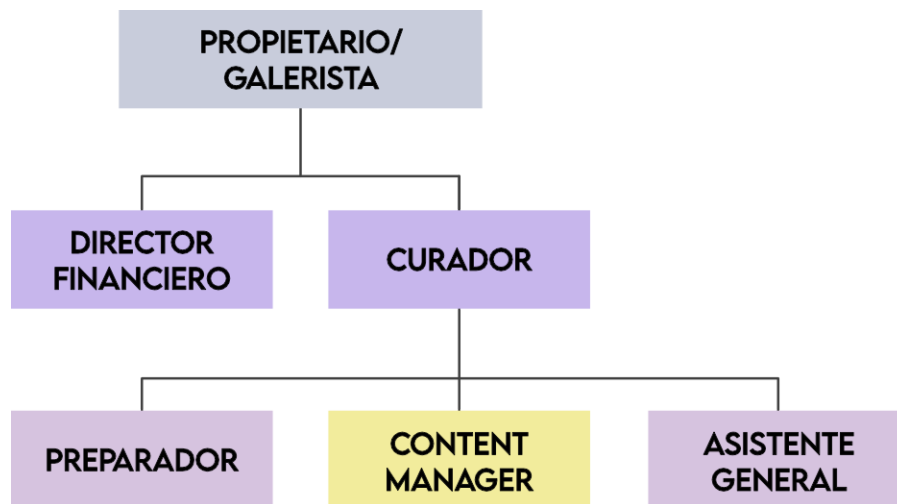 PROPIETARIO/
GALERISTA
DIRECTOR
FINANCIERO
CURADOR
PREPARADOR
CONTENT
MANAGER
ASISTENTE
GENERAL